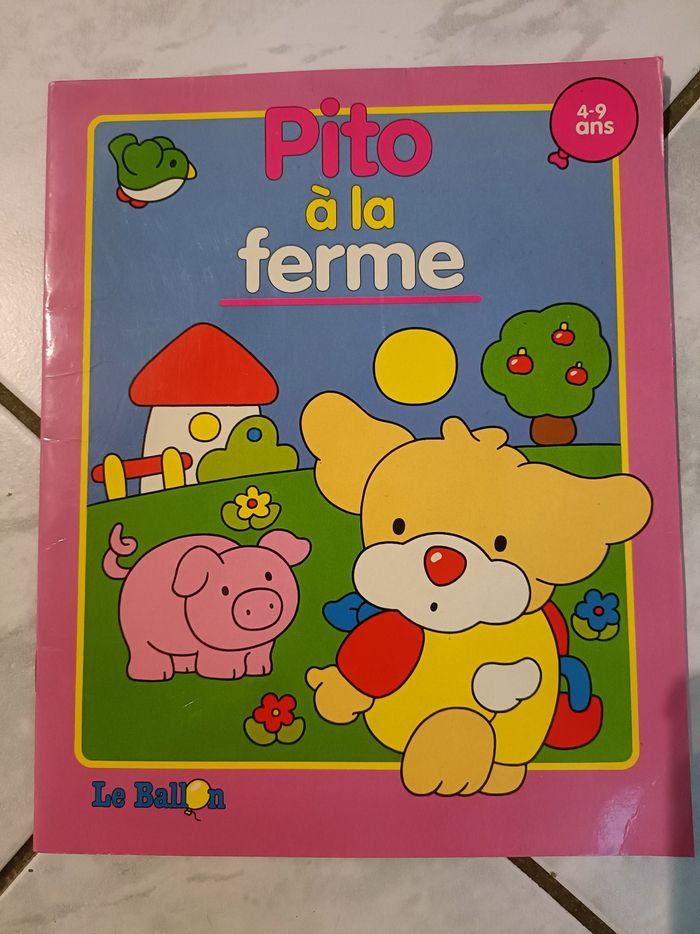 4-9
ans
Pito
à la
ferme
Le Ballon